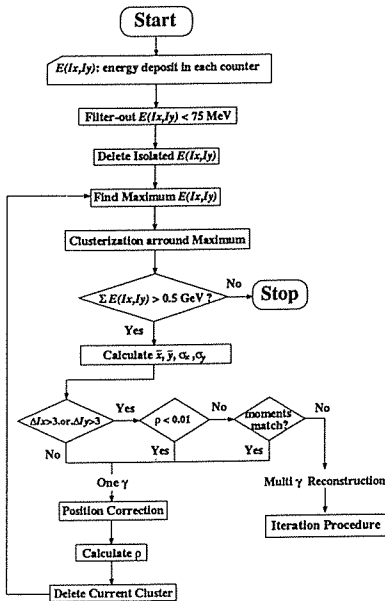 Start
E(Ix,Iy): energy deposit in each counter
Filter-out E(Ix,Iy) < 75 MeV
Delete Isolated E(Ix,Iy)
Find Maximum E(Ix,Iy)
Clusterization arround Maximum
Σ E(Ix,Iy) > 0.5 GeV ?
No
Stop
Yes
Calculate x̄, ȳ, σx, σy
ΔIx>3.or.ΔIy>3
Yes
ρ < 0.01
No
moments
match?
No
No
Yes
Yes
One γ
Multi γ Reconstruction
Position Correction
Iteration Procedure
Calculate ρ
Delete Current Cluster